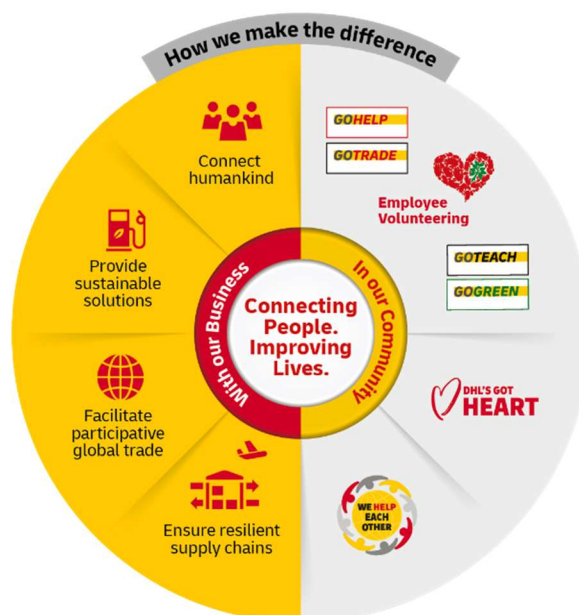 How we make the difference
Connect
humankind
Provide
sustainable
solutions
Facilitate
participative
global trade
Ensure resilient
supply chains
With our Business
Connecting
People.
Improving
Lives.
In our Community
GOHELP
GOTRADE
Employee
Volunteering
GOTEACH
GOGREEN
DHL'S GOT
HEART
WE HELP
EACH
OTHER